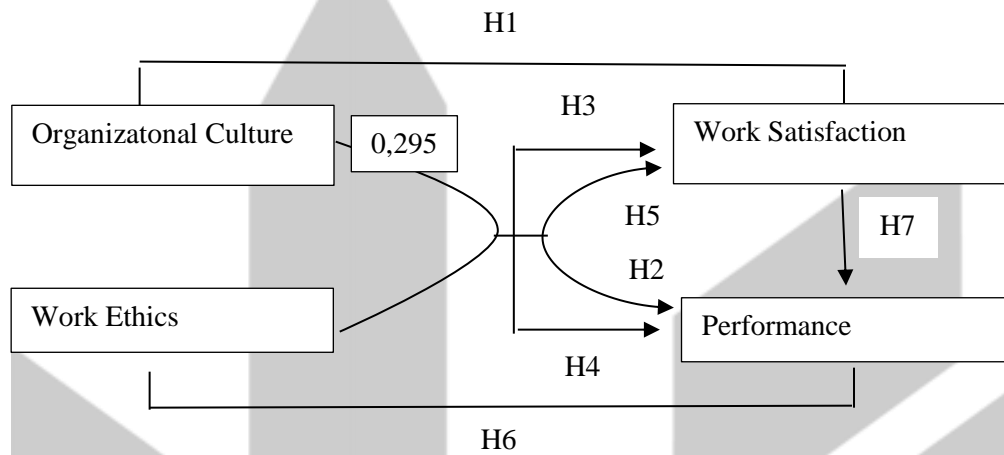 H1
H3
Organizatonal Culture
0,295
Work Satisfaction
H5
H7
H2
Work Ethics
Performance
H4
H6